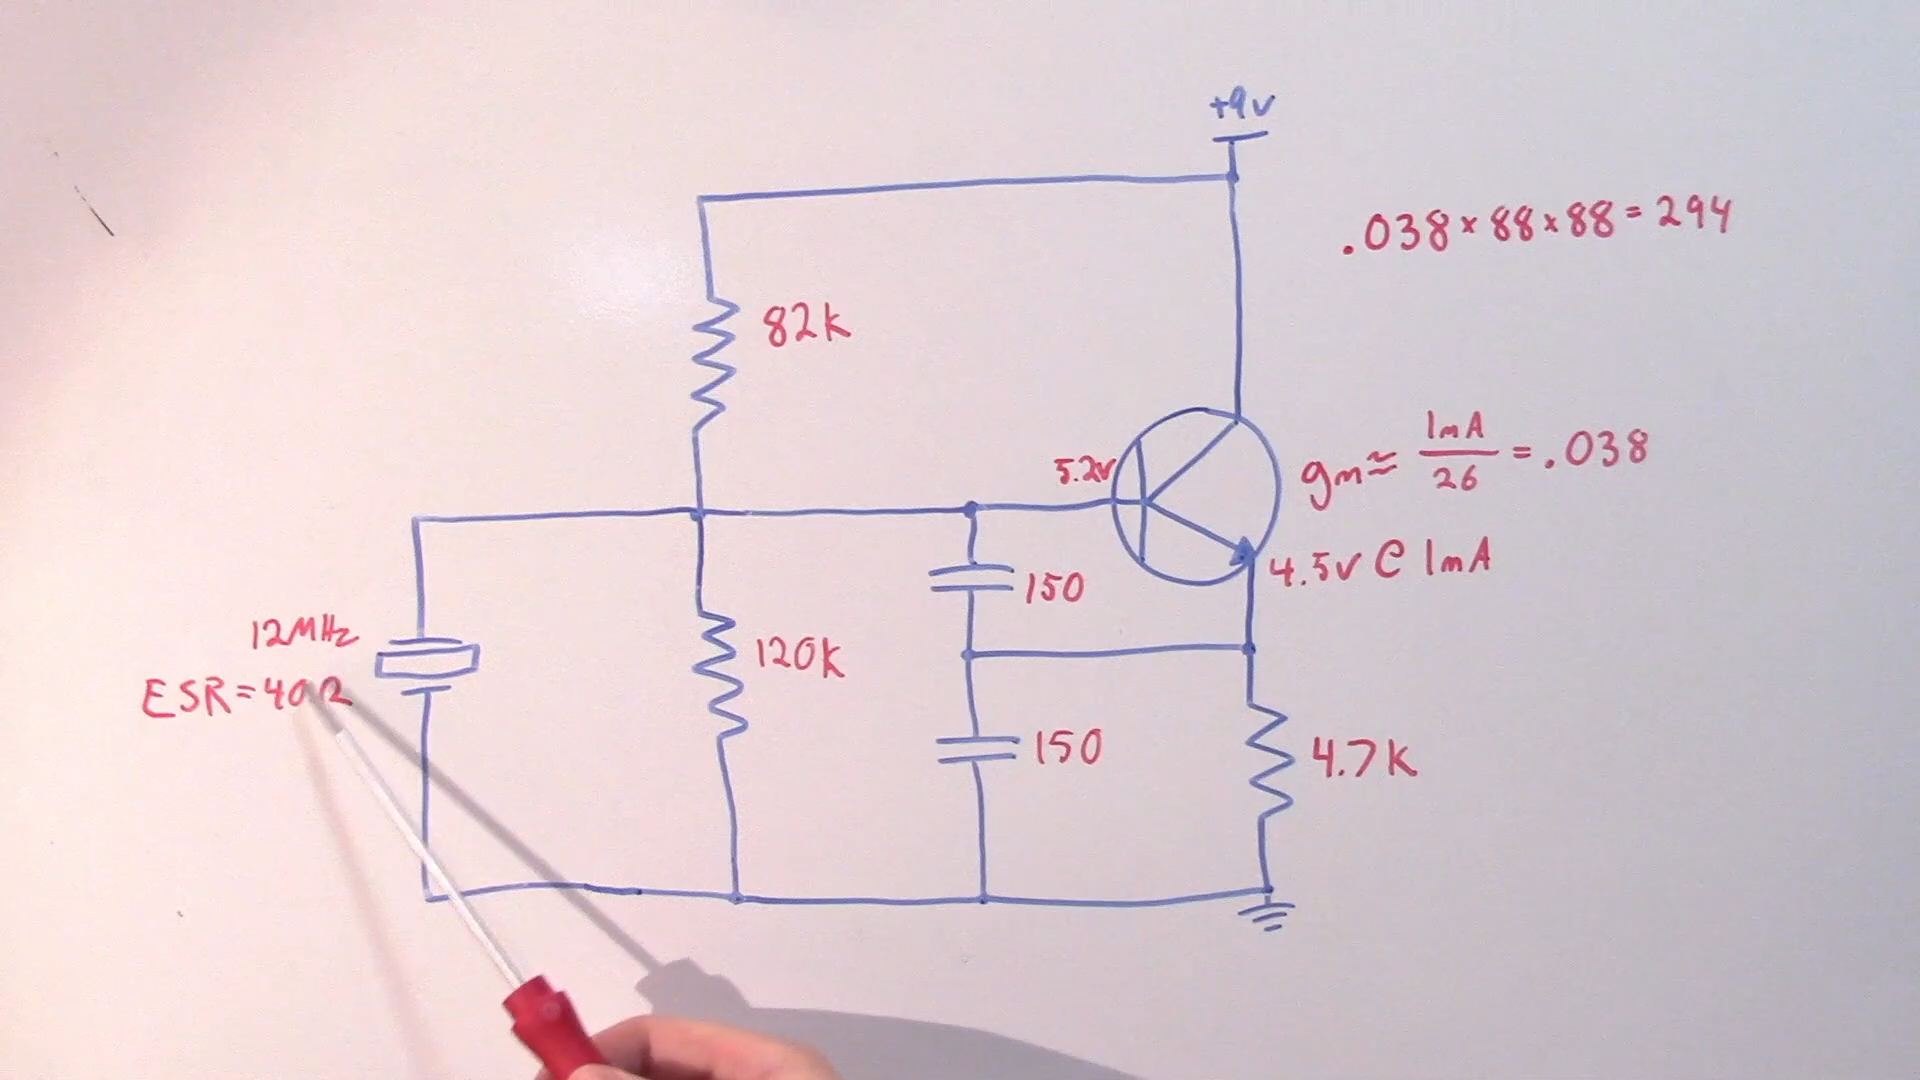 +9v
.038×88×88=294
82k
5.2v
gm≈ 1mA/26 =.038
4.5v @ 1mA
150
12MHz
120k
ESR=40Ω
150
4.7k